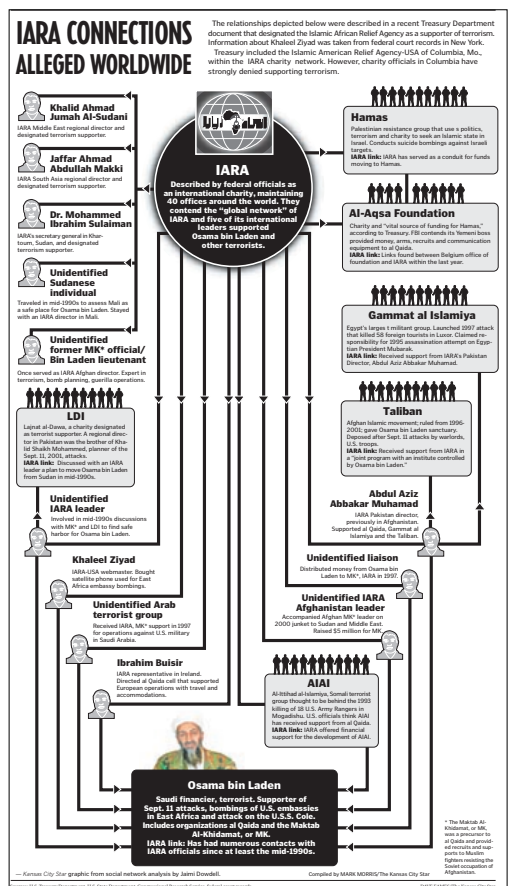 IARA CONNECTIONS
ALLEGED WORLDWIDE
The relationships depicted below were described in a recent Treasury Department
document that designated the Islamic African Relief Agency as a supporter of terrorism.
Information about Khaleel Ziyad was taken from federal court records in New York.
Treasury included the Islamic American Relief Agency-USA of Columbia, Mo.,
within the IARA charity network. However, charity officials in Columbia have
strongly denied supporting terrorism.
Khalid Ahmad
Jumah Al-Sudani
IARA Middle East regional director and
designated terrorism supporter.
Jaffar Ahmad
Abdullah Makki
IARA South Asia regional director and
designated terrorism supporter.
Dr. Mohammed
Ibrahim Sulaiman
IARA's secretary general in Khar-
toum, Sudan, and designated
terrorism supporter.
Unidentified
Sudanese
individual
Traveled in mid-1990s to assess Mali as
a safe place for Osama bin Laden. Stayed
with an IARA director in Mali.
Unidentified
former MK* official/
Bin Laden lieutenant
Once served as IARA Afghan director. Expert in
terrorism, bomb planning, guerilla operations.
LDI
Lajnat al-Dawa, a charity designated
as terrorist supporter. A regional direc-
tor in Pakistan was the brother of Kha-
lid Shaikh Mohammed, planner of the
Sept. 11, 2001, attacks.
IARA link: Discussed with an IARA
leader a plan to move Osama bin Laden
from Sudan in mid-1990s.
Unidentified
IARA leader
Involved in mid-1990s discussions
with MK* and LDI to find safe
harbor for Osama bin Laden.
Khaleel Ziyad
IARA-USA webmaster. Bought
satellite phone used for East
Africa embassy bombings.
Unidentified Arab
terrorist group
Received IARA, MK* support in 1997
for operations against U.S. military
in Saudi Arabia.
Ibrahim Buisir
IARA representative in Ireland.
Directed al Qaida cell that supported
European operations with travel and
accommodations.
IARA
Described by federal officials as
an international charity, maintaining
40 offices around the world. They
contend the "global network" of
IARA and five of its international
leaders supported
Osama bin Laden and
other terrorists.
Hamas
Palestinian resistance group that use a politics,
terrorism and charity to seek an Islamic state in
Israel. Conducts suicide bombings against Israeli
targets.
IARA link: IARA has served as a conduit for funds
moving to Hamas.
Al-Aqsa Foundation
Charity and "vital source of funding for Hamas,"
according to Treasury. FBI contends its Yemeni boss
provided money, arms, recruits and communication
equipment to al Qaida.
IARA link: Links found between Belgium office of
foundation and IARA within the last year.
Gammat al Islamiya
Egypt's larges t militant group. Launched 1997 attack
that killed 58 foreign tourists in Luxor. Claimed re-
sponsibility for 1995 assassination attempt on Egyp-
tian President Mubarak.
IARA link: Received support from IARA's Pakistan
Director, Abdul Aziz Abbakar Muhamad.
Taliban
Afghan Islamic movement; ruled from 1996-
2001; gave Osama bin Laden sanctuary.
Deposed after Sept. 11 attacks by warlords,
U.S. troops.
IARA link: Received support from IARA in
a "joint program with an institute controlled
by Osama bin Laden."
Abdul Aziz
Abbakar Muhamad
IARA Pakistan director,
previously in Afghanistan.
Supported al Qaida, Gammat al
Islamiya and the Taliban.
Unidentified liaison
Distributed money from Osama bin
Laden to MK*, IARA in 1997.
Unidentified IARA
Afghanistan leader
Accompanied Afghan MK* leader on
2000 junket to Sudan and Middle East.
Raised $5 million for MK.
AIAI
Al-Ittihad al-Islamiya, Somali terrorist
group thought to be behind the 1993
killing of 18 U.S. Army Rangers in
Mogadishu. U.S. officials think AIAI
has received support from al Qaida.
IARA link: IARA offered financial
support for the development of AIAI.
Osama bin Laden
Saudi financier, terrorist. Supporter of
Sept. 11 attacks, bombings of U.S. embassies
in East Africa and attack on the U.S.S. Cole.
Includes organizations al Qaida and the Maktab
Al-Khidamat, or MK.
IARA link: Has had numerous contacts with
IARA officials since at least the mid-1990s.
* The Maktab Al-
Khidamat, or MK,
was a precursor to
al Qaida and provid-
ed recruits and sup-
ports to Muslim
fighters resisting the
Soviet occupation of
Afghanistan.
— Kansas City Star graphic from social network analysis by Jaimi Dowdell.
Compiled by MARK MORRIS/The Kansas City Star